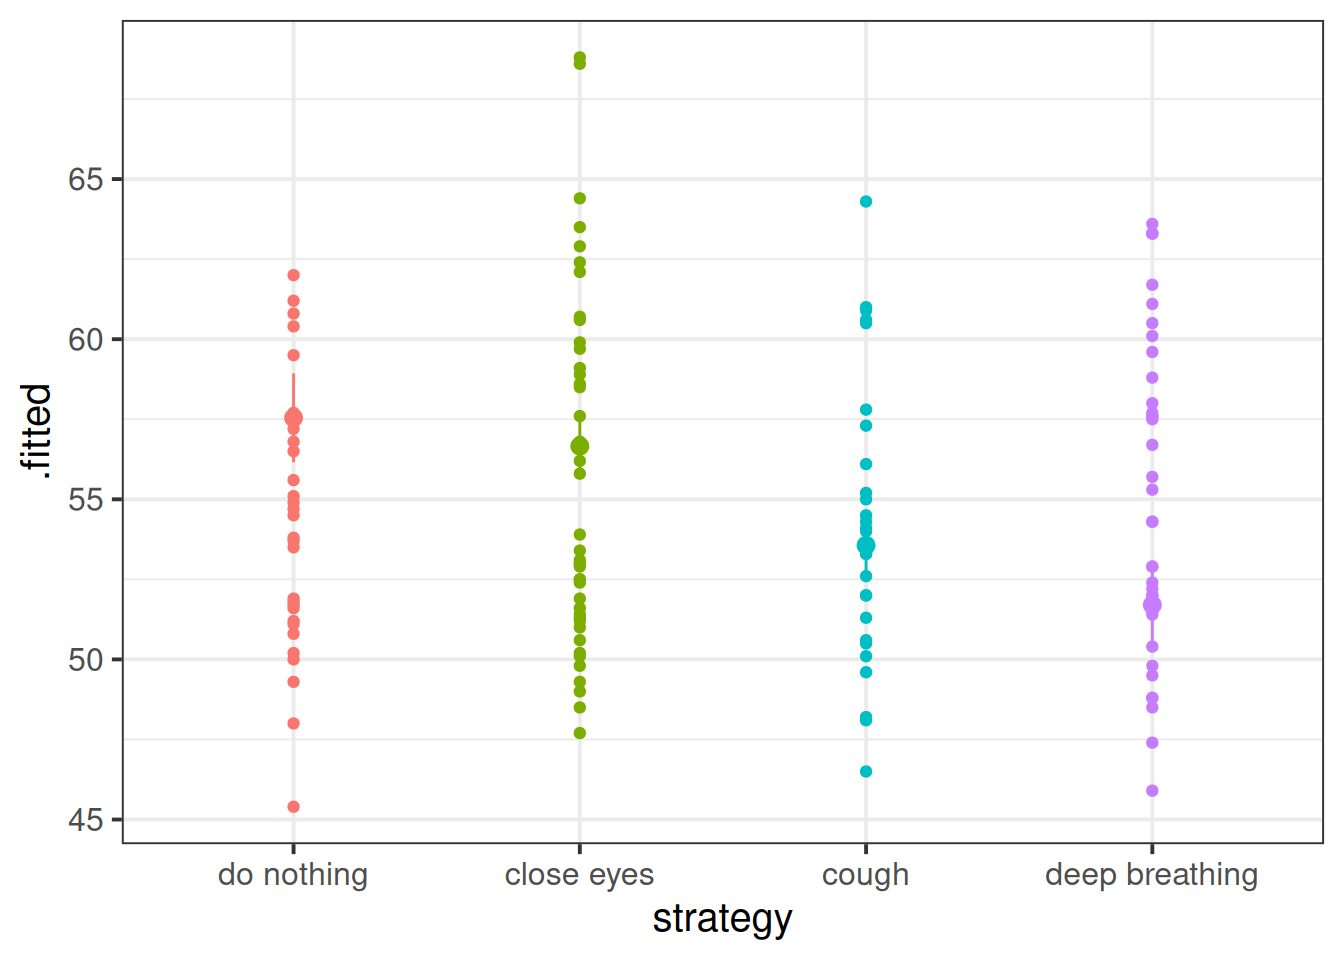 65
60
55
50
45
.fitted
do nothing
close eyes
cough
deep breathing
strategy